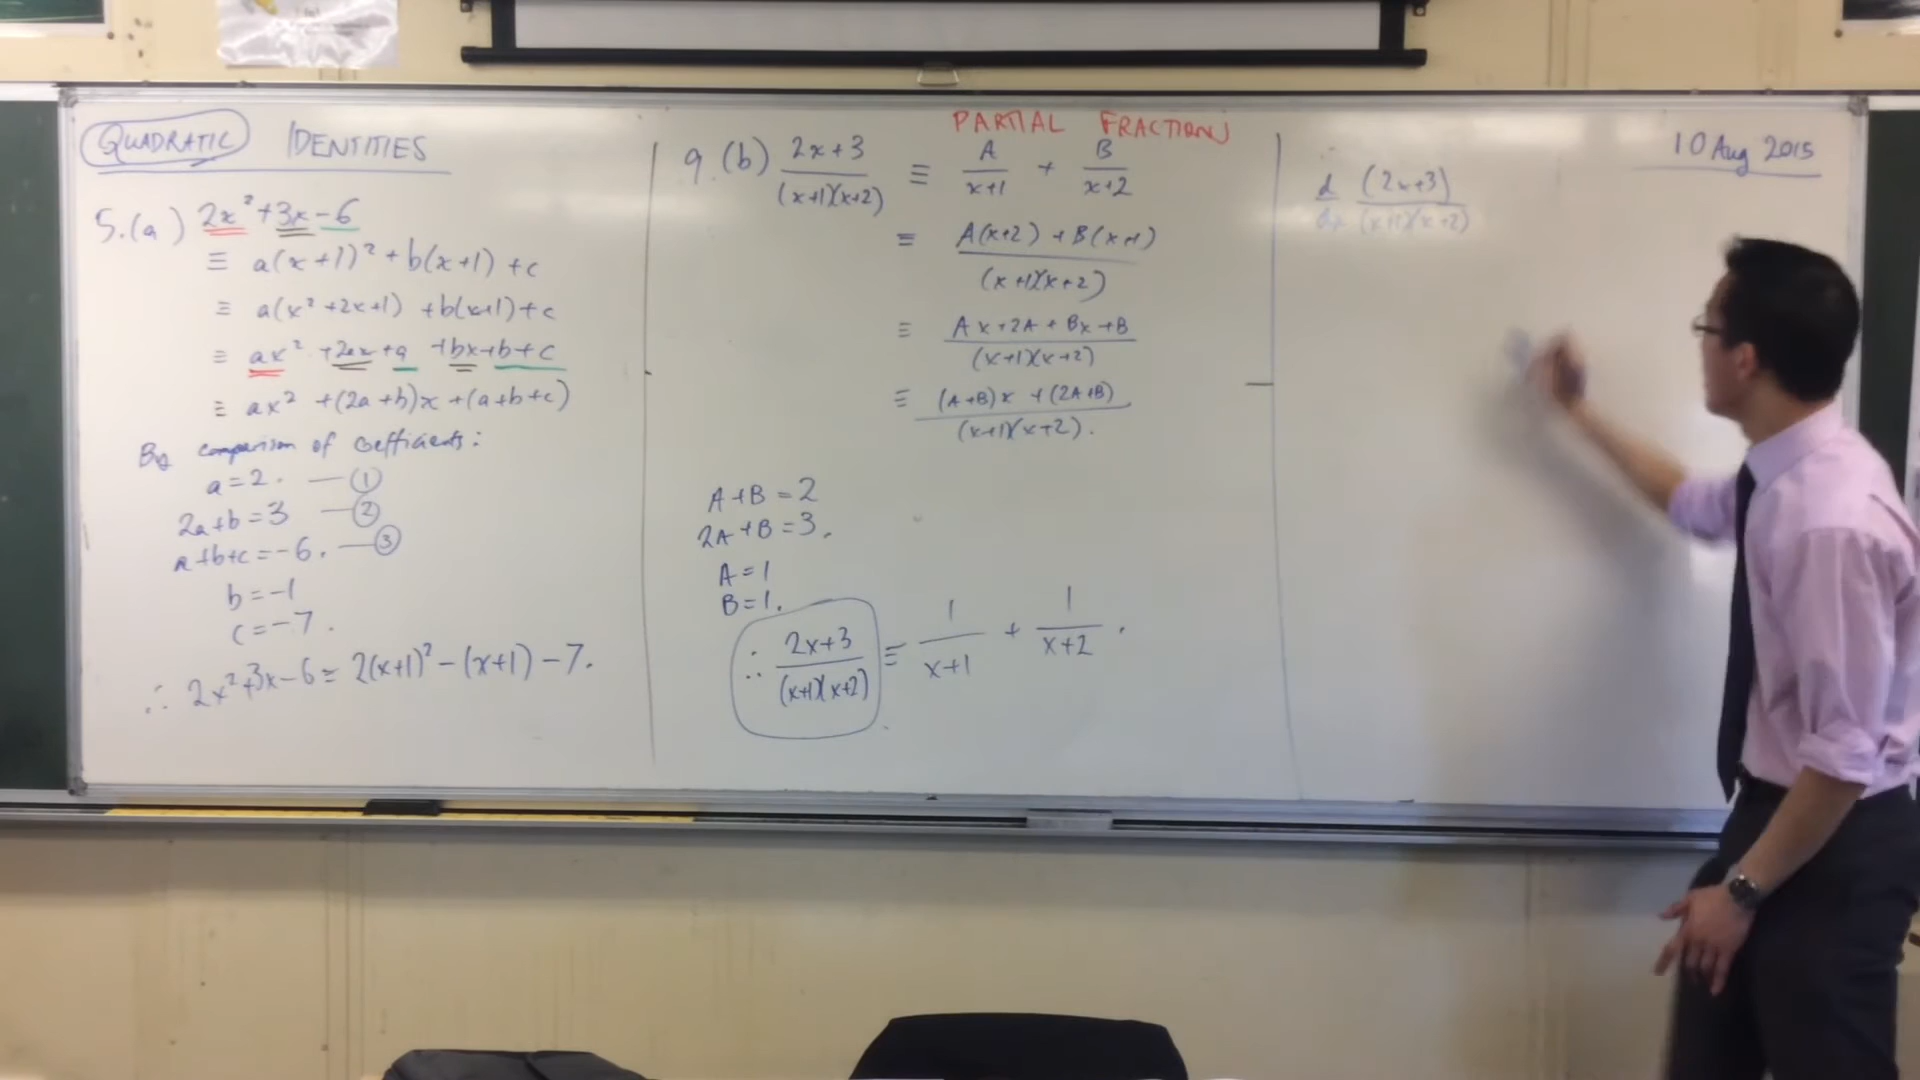 QUADRATIC IDENTITIES
5.(a) 2x² + 3x - 6
≡ a(x+1)² + b(x+1) + c
≡ a(x² + 2x + 1) + b(x+1) + c
≡ ax² + 2ax + a + bx + b + c
≡ ax² + (2a+b)x + (a+b+c)
By comparison of coefficients:
a = 2. — ①
2a+b = 3 — ②
a+b+c = -6. — ③
b = -1
c = -7.
∴ 2x² + 3x - 6 ≡ 2(x+1)² - (x+1) - 7.
PARTIAL FRACTIONS
9.(b) (2x+3)/((x+1)(x+2)) ≡ A/(x+1) + B/(x+2)
≡ (A(x+2) + B(x+1))/((x+1)(x+2))
≡ (Ax + 2A + Bx + B)/((x+1)(x+2))
≡ ((A+B)x + (2A+B))/((x+1)(x+2)).
A+B = 2
2A+B = 3.
A = 1
B = 1.
∴ (2x+3)/((x+1)(x+2)) ≡ 1/(x+1) + 1/(x+2).
10 Aug 2015
d/dx (2x+3)/((x+1)(x+2))